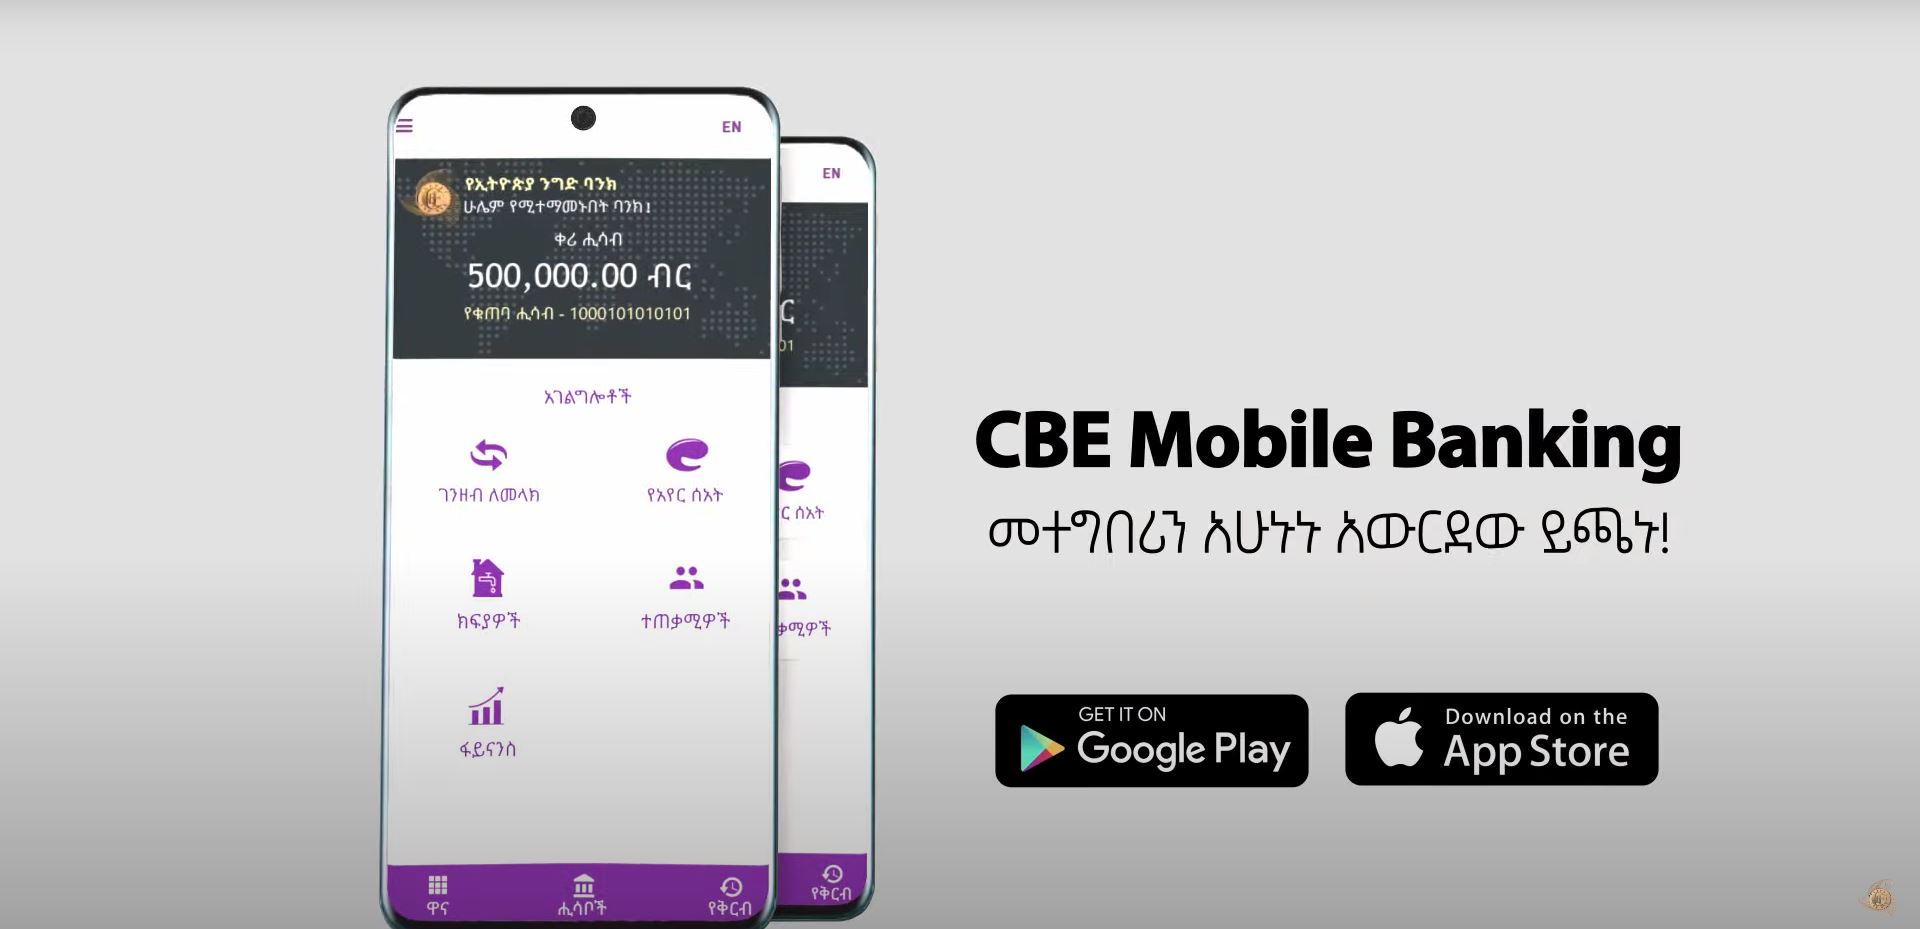 EN
የኢትዮጵያ ንግድ ባንክ
ሁሌም የሚተማመኑበት ባንክ!
ቀሪ ሒሳብ
500,000.00 ብር
የቁጠባ ሒሳብ - 1000101010101
አገልግሎቶች
ገንዘብ ለመላክ
የአየር ሰአት
ክፍያዎች
ተጠቃሚዎች
ፋይናንስ
ዋና
ሒሳቦች
የቅርብ
EN
ር
01
ር ሰአት
ቃሚዎች
የቅርብ
CBE Mobile Banking
መተግበሪን አሁኑኑ አውርደው ይጫኑ!
GET IT ON
Google Play
Download on the
App Store